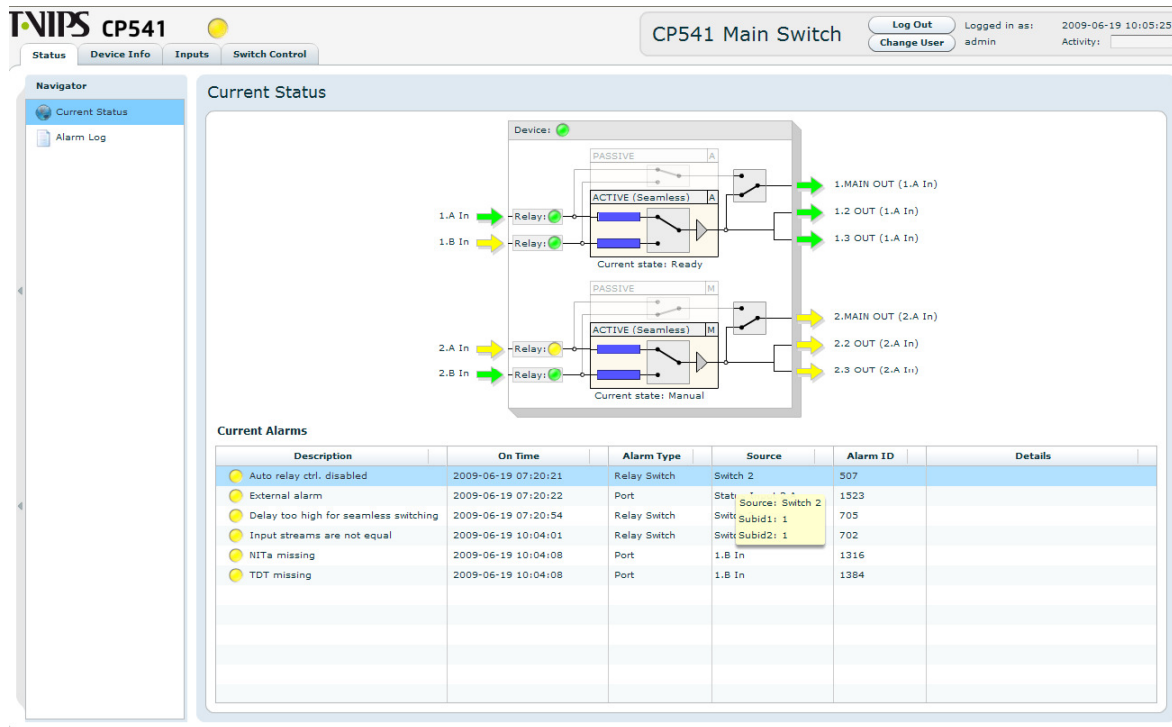 T-VIPS CP541
CP541 Main Switch
Log Out
Change User
Logged in as:
admin
2009-06-19 10:05:25
Activity:
Status Device Info Inputs Switch Control
Navigator
Current Status
Alarm Log
Current Status
Device:
PASSIVE A
ACTIVE (Seamless) A
1.A In Relay:
1.B In Relay:
Current state: Ready
1.MAIN OUT (1.A In)
1.2 OUT (1.A In)
1.3 OUT (1.A In)
PASSIVE M
ACTIVE (Seamless) M
2.A In Relay:
2.B In Relay:
Current state: Manual
2.MAIN OUT (2.A In)
2.2 OUT (2.A In)
2.3 OUT (2.A In)
Current Alarms
Description On Time Alarm Type Source Alarm ID Details
Auto relay ctrl. disabled 2009-06-19 07:20:21 Relay Switch Switch 2 507
External alarm 2009-06-19 07:20:22 Port 1523
Delay too high for seamless switching 2009-06-19 07:20:54 Relay Switch 705
Input streams are not equal 2009-06-19 10:04:01 Relay Switch 702
NITa missing 2009-06-19 10:04:08 Port 1.B In 1316
TDT missing 2009-06-19 10:04:08 Port 1.B In 1384
Source: Switch 2
Subid1: 1
Subid2: 1